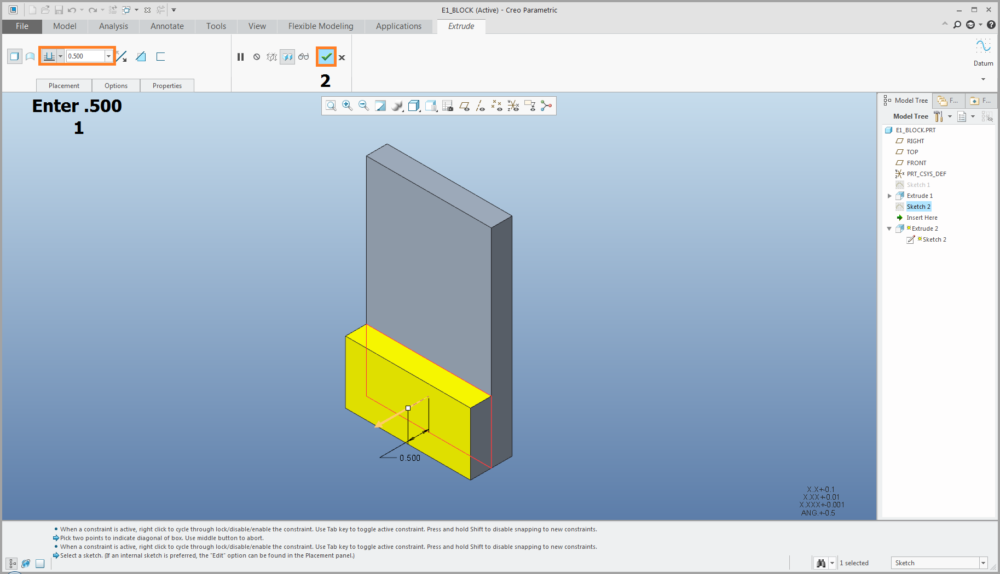 E1_BLOCK (Active) - Creo Parametric
File Model Analysis Annotate Tools View Flexible Modeling Applications Extrude
0.500
Datum
2
Placement Options Properties
Enter .500
1
Model Tree F... F...
Model Tree
E1_BLOCK.PRT
RIGHT
TOP
FRONT
PRT_CSYS_DEF
Sketch 1
Extrude 1
Sketch 2
Insert Here
Extrude 2
Sketch 2
0.500
X.X+-0.1
X.XX+-0.01
X.XXX+-0.001
ANG.+-0.5
• When a constraint is active, right click to cycle through lock/disable/enable the constraint. Use Tab key to toggle active constraint. Press and hold Shift to disable snapping to new constraints.
Pick two points to indicate diagonal of box. Use middle button to abort.
• When a constraint is active, right click to cycle through lock/disable/enable the constraint. Use Tab key to toggle active constraint. Press and hold Shift to disable snapping to new constraints.
Select a sketch. (If an internal sketch is preferred, the "Edit" option can be found in the Placement panel.)
1 selected
Sketch